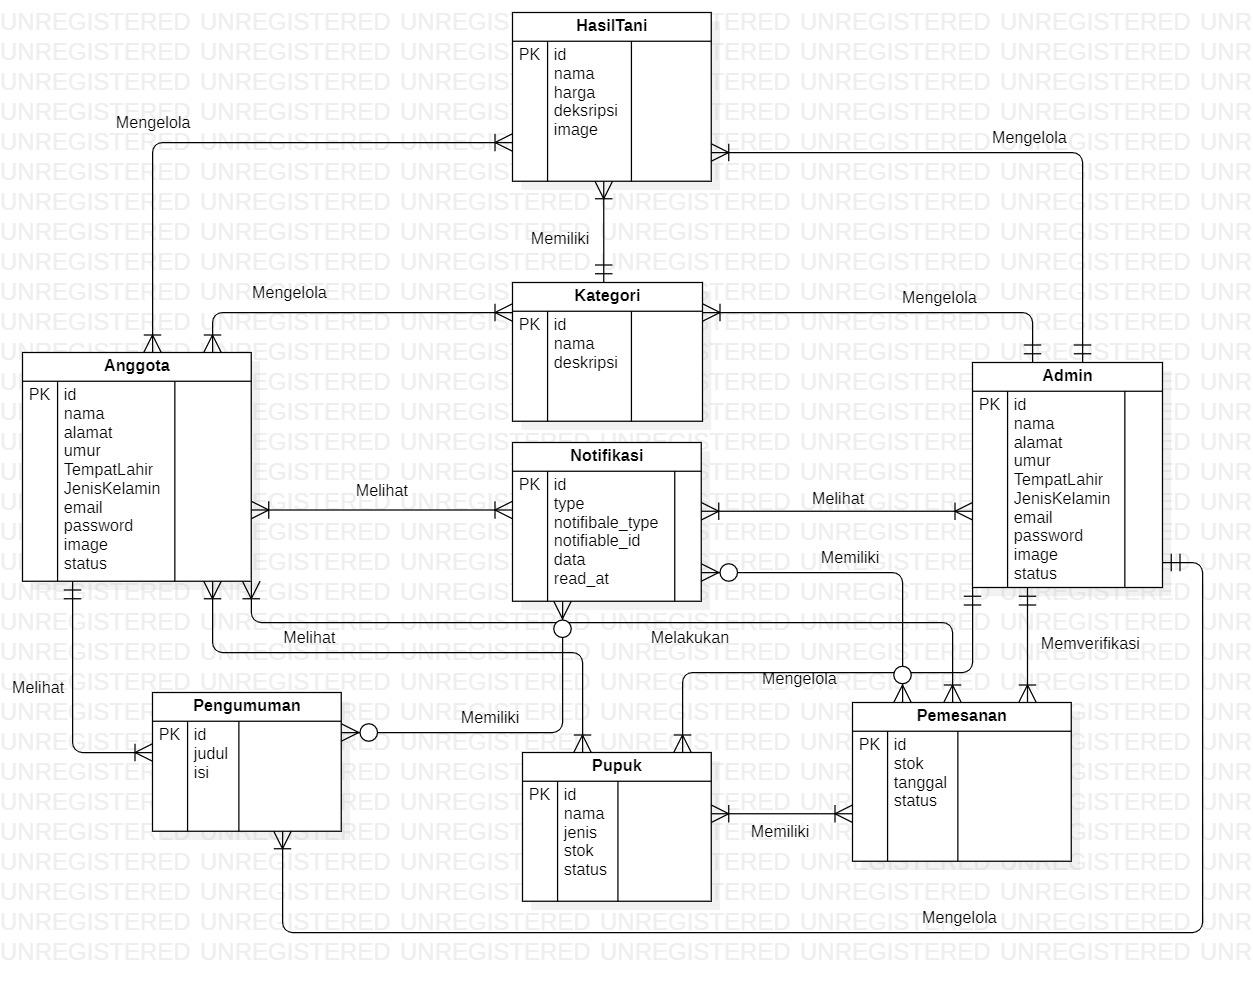 HasilTani
PK id
nama
harga
deksripsi
image
Mengelola
Mengelola
Memiliki
Mengelola
Kategori
PK id
nama
deskripsi
Mengelola
Anggota
PK id
nama
alamat
umur
TempatLahir
JenisKelamin
email
password
image
status
Admin
PK id
nama
alamat
umur
TempatLahir
JenisKelamin
email
password
image
status
Notifikasi
PK id
type
notifibale_type
notifiable_id
data
read_at
Melihat
Melihat
Memiliki
Melihat
Melakukan
Memverifikasi
Mengelola
Melihat
Memiliki
Pengumuman
PK id
judul
isi
Pupuk
PK id
nama
jenis
stok
status
Memiliki
Pemesanan
PK id
stok
tanggal
status
Mengelola
UNREGISTERED